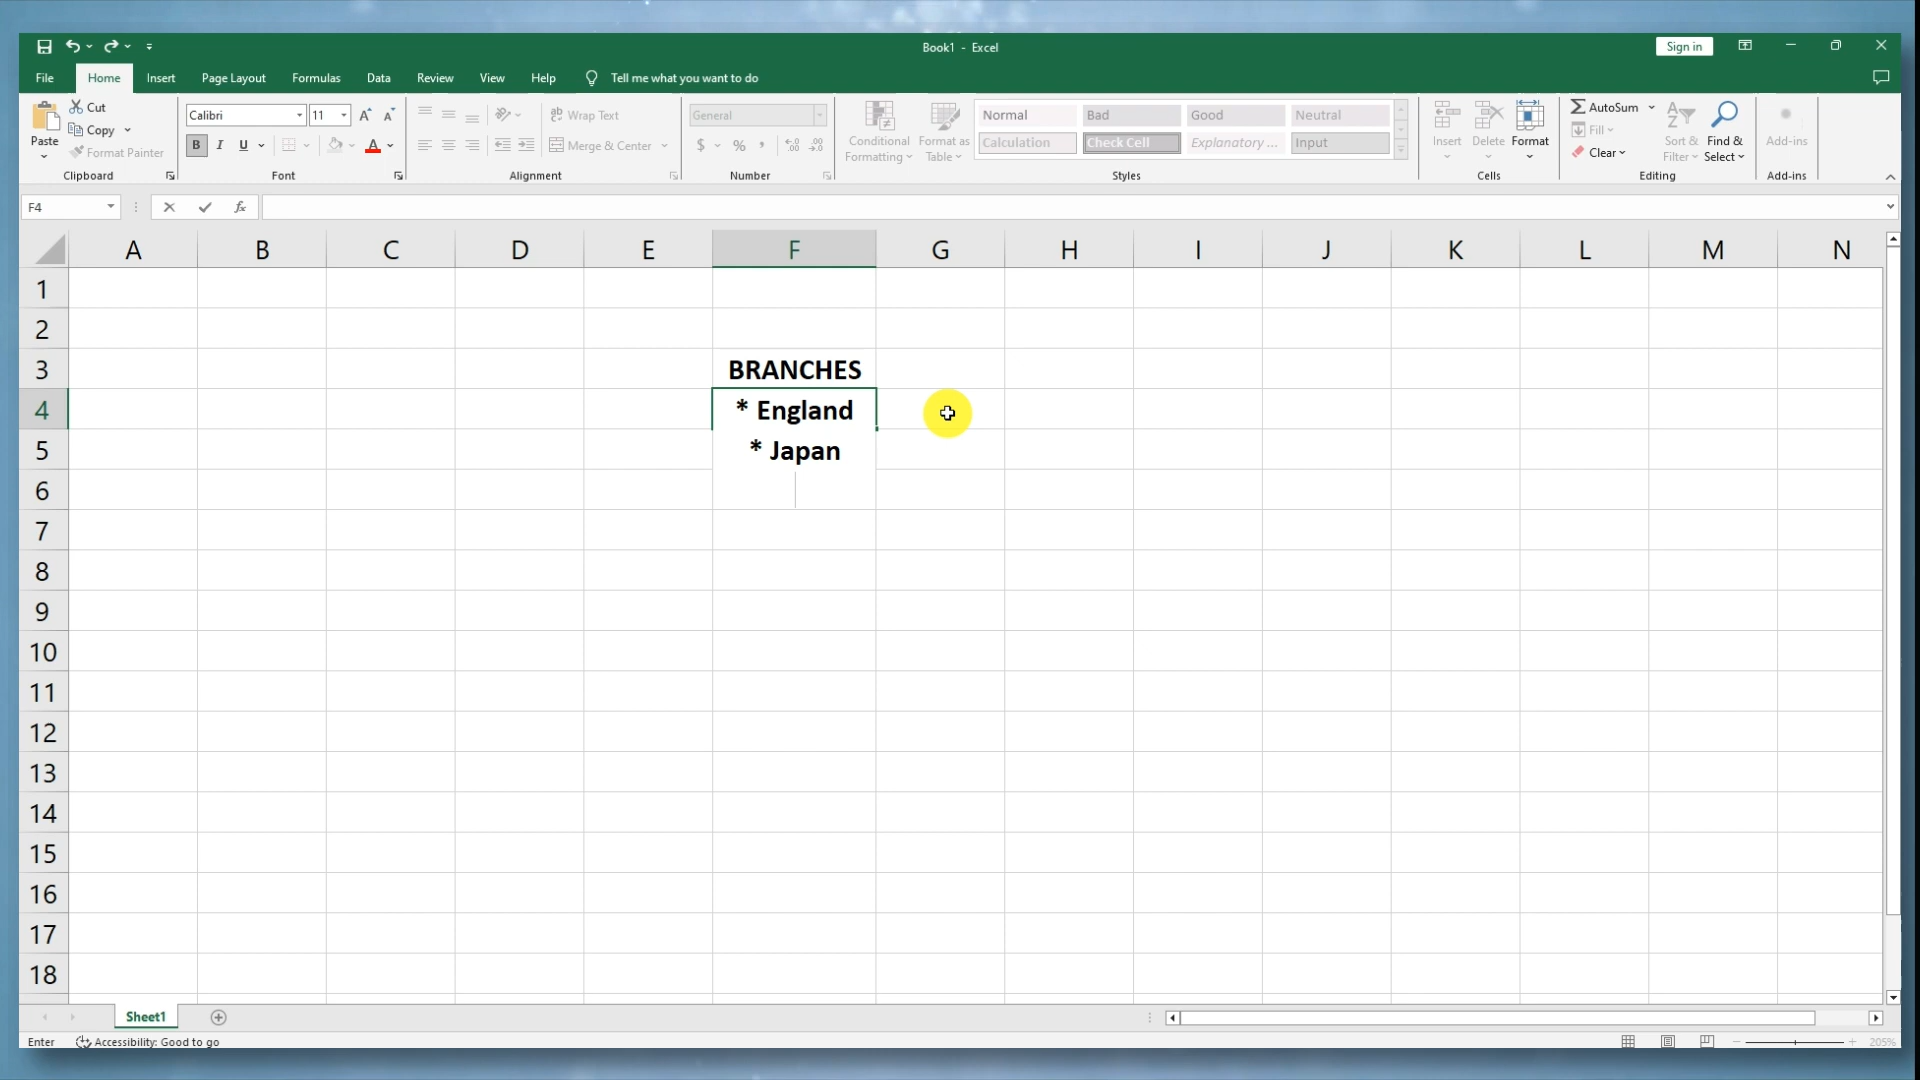 Book1 - Excel
Sign in
File Home Insert Page Layout Formulas Data Review View Help Tell me what you want to do
Paste
Cut
Copy
Format Painter
Clipboard
Calibri 11
B I U
Font
Wrap Text
Merge & Center
Alignment
General
$ % ,
Number
Conditional Formatting
Format as Table
Normal Bad Good Neutral
Calculation Check Cell Explanatory ... Input
Styles
Insert Delete Format
Cells
AutoSum
Fill
Clear
Sort & Filter
Find & Select
Editing
Add-ins
Add-ins
F4 fx
A B C D E F G H I J K L M N
1
2
3 BRANCHES
4 * England
5 * Japan
6
7
8
9
10
11
12
13
14
15
16
17
18
Sheet1
Enter Accessibility: Good to go 205%